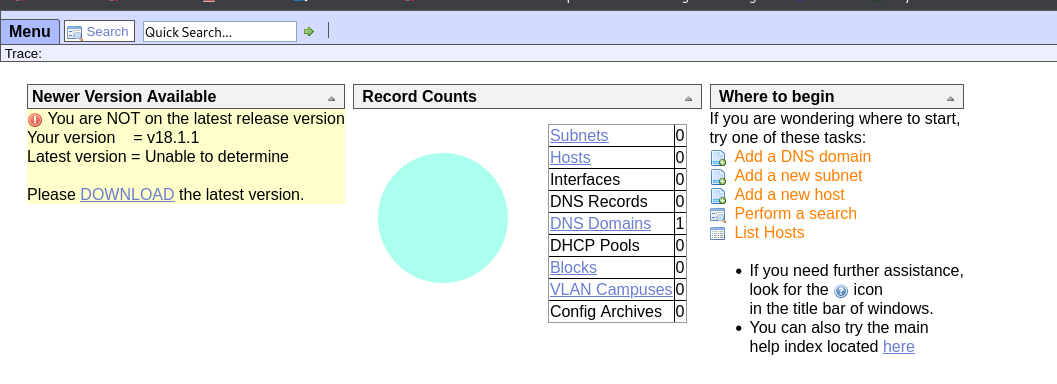 Menu Search Quick Search...
Trace:
Newer Version Available
You are NOT on the latest release version
Your version = v18.1.1
Latest version = Unable to determine
Please DOWNLOAD the latest version.
Record Counts
Subnets 0
Hosts 0
Interfaces 0
DNS Records 0
DNS Domains 1
DHCP Pools 0
Blocks 0
VLAN Campuses 0
Config Archives 0
Where to begin
If you are wondering where to start,
try one of these tasks:
Add a DNS domain
Add a new subnet
Add a new host
Perform a search
List Hosts
• If you need further assistance,
look for the ? icon
in the title bar of windows.
• You can also try the main
help index located here